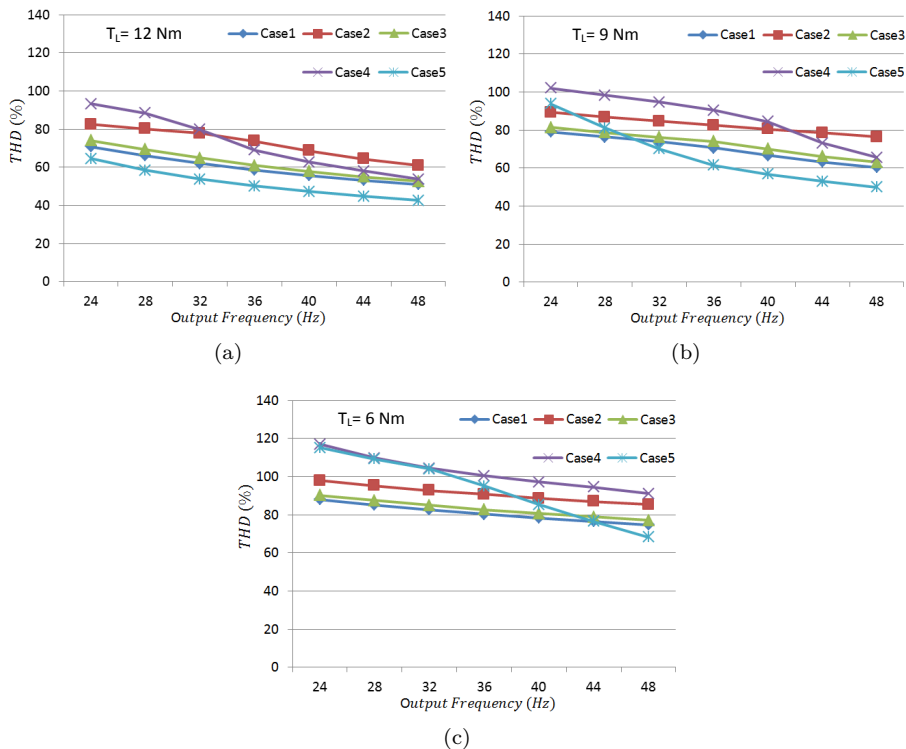 140
120
100
80
60
40
20
0
THD (%)
T_L= 12 Nm
Case1 Case2 Case3
Case4 Case5
24 28 32 36 40 44 48
Output Frequency (Hz)
(a)
140
120
100
80
60
40
20
0
THD (%)
T_L= 9 Nm
Case1 Case2 Case3
Case4 Case5
24 28 32 36 40 44 48
Output Frequency (Hz)
(b)
140
120
100
80
60
40
20
0
THD (%)
T_L= 6 Nm
Case1 Case2 Case3
Case4 Case5
24 28 32 36 40 44 48
Output Frequency (Hz)
(c)